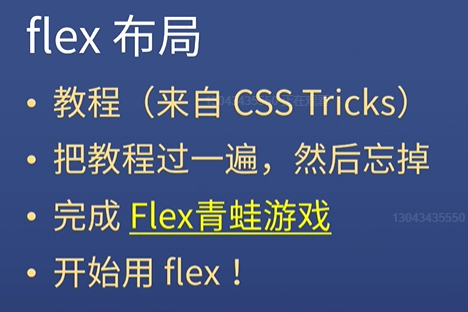 flex 布局
• 教程（来自 CSS Tricks）
• 把教程过一遍，然后忘掉
• 完成 Flex青蛙游戏
13043435550
• 开始用 flex！